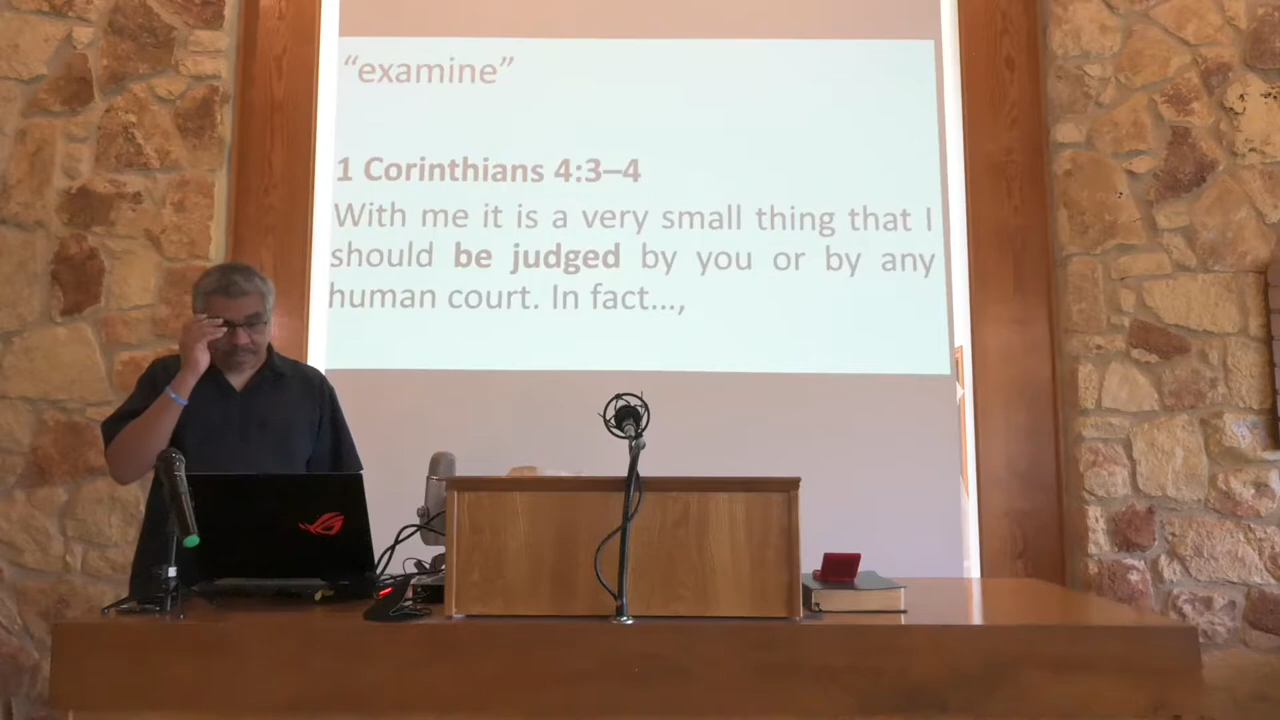 “examine”
1 Corinthians 4:3–4
With me it is a very small thing that I
should be judged by you or by any
human court. In fact...,